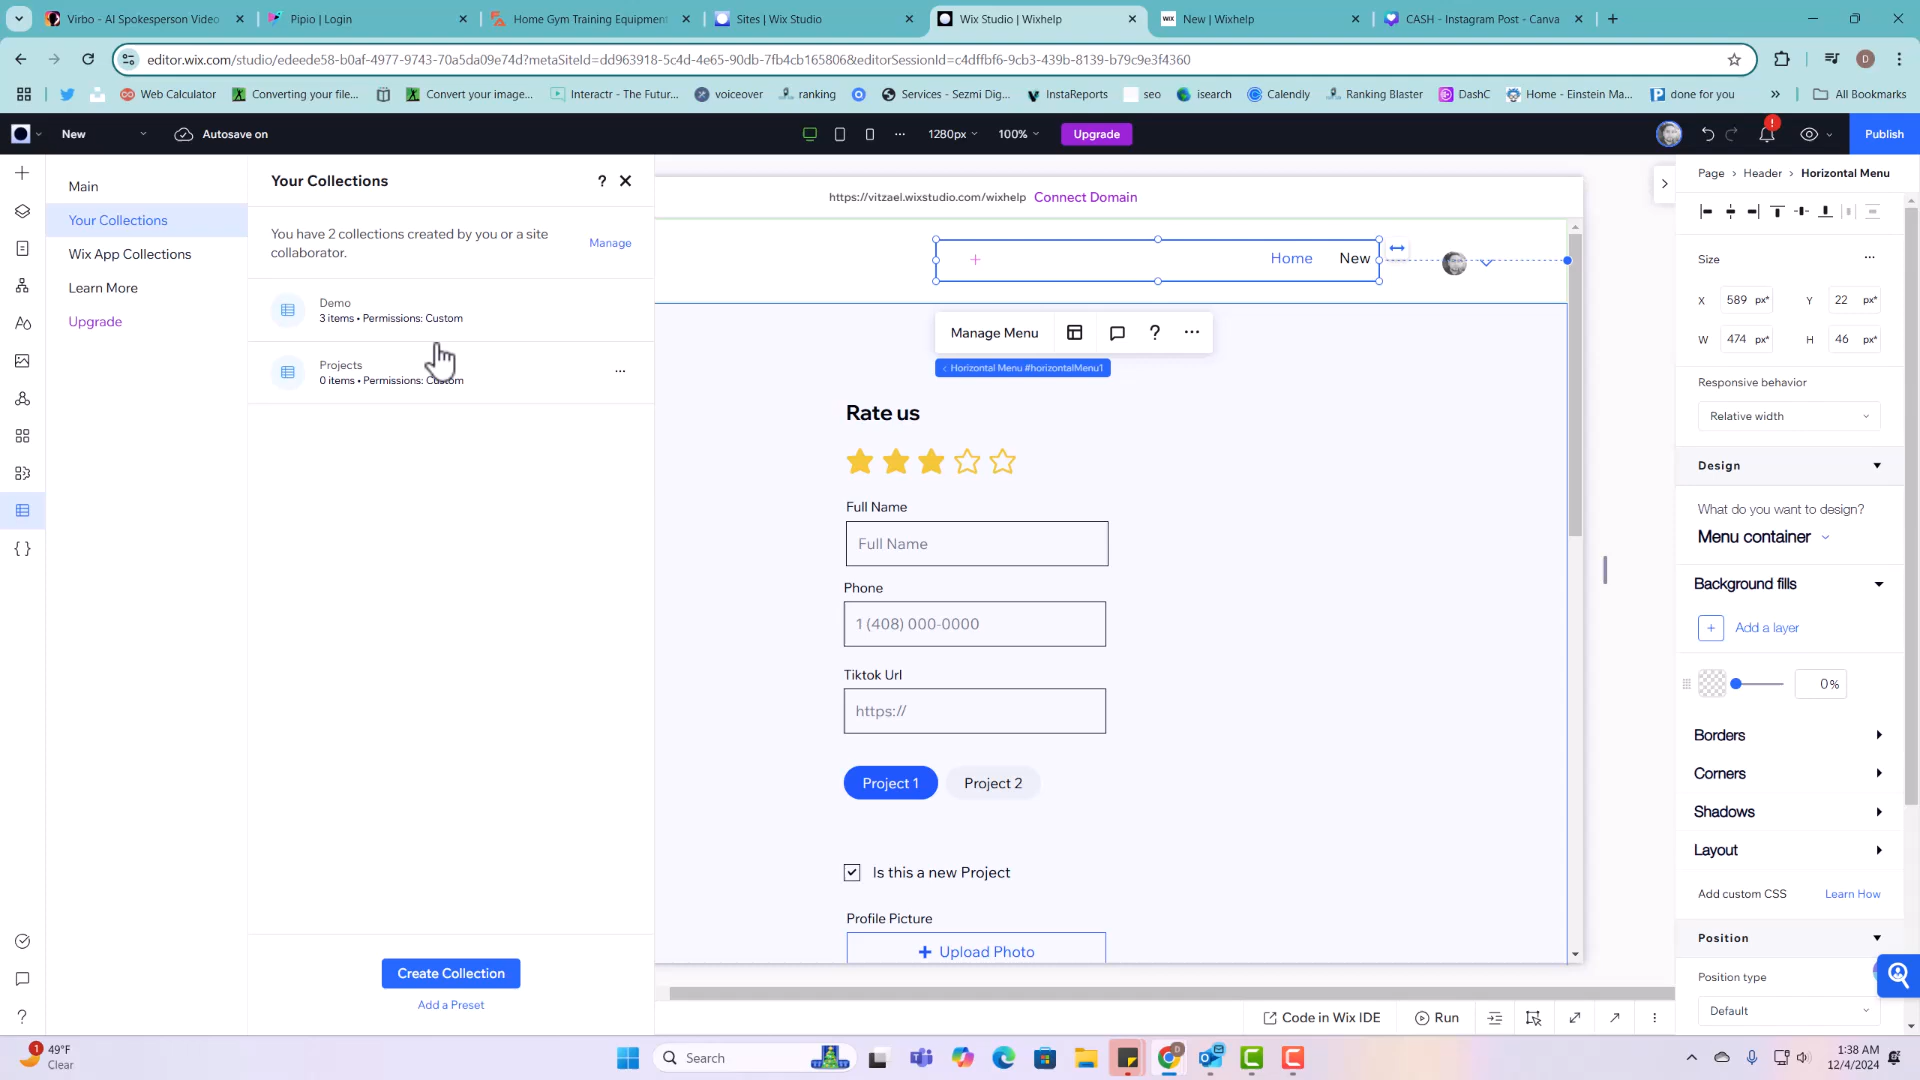 Virbo - AI Spokesperson Video
Pipio | Login
Home Gym Training Equipment
Sites | Wix Studio
Wix Studio | Wixhelp
New | Wixhelp
CASH - Instagram Post - Canva
editor.wix.com/studio/edeede58-b0af-4977-9743-70a5da09e74d?metaSiteId=dd963918-5c4d-4e65-90db-7fb4cb165806&editorSessionId=c4dffbf6-9cb3-439b-8139-b79c9e3f4360
D
Web Calculator
Converting your file...
Convert your image...
Interactr - The Futur...
voiceover
ranking
Services - Sezmi Dig...
InstaReports
seo
isearch
Calendly
Ranking Blaster
DashC
Home - Einstein Ma...
done for you
All Bookmarks
New
Autosave on
1280px
100%
Upgrade
Publish
Main
Your Collections
Wix App Collections
Learn More
Upgrade
Your Collections
You have 2 collections created by you or a site
collaborator.
Manage
Demo
3 items • Permissions: Custom
Projects
0 items • Permissions: Custom
Create Collection
Add a Preset
https://vitzael.wixstudio.com/wixhelp Connect Domain
Home New
Manage Menu
Horizontal Menu #horizontalMenu1
Rate us
Full Name
Full Name
Phone
1 (408) 000-0000
Tiktok Url
https://
Project 1 Project 2
Is this a new Project
Profile Picture
+ Upload Photo
Code in Wix IDE
Run
Page > Header > Horizontal Menu
Size
X 589 px* Y 22 px*
W 474 px* H 46 px*
Responsive behavior
Relative width
Design
What do you want to design?
Menu container
Background fills
Add a layer
0%
Borders
Corners
Shadows
Layout
Add custom CSS Learn How
Position
Position type
Default
1
49°F
Clear
Search
1:38 AM
12/4/2024